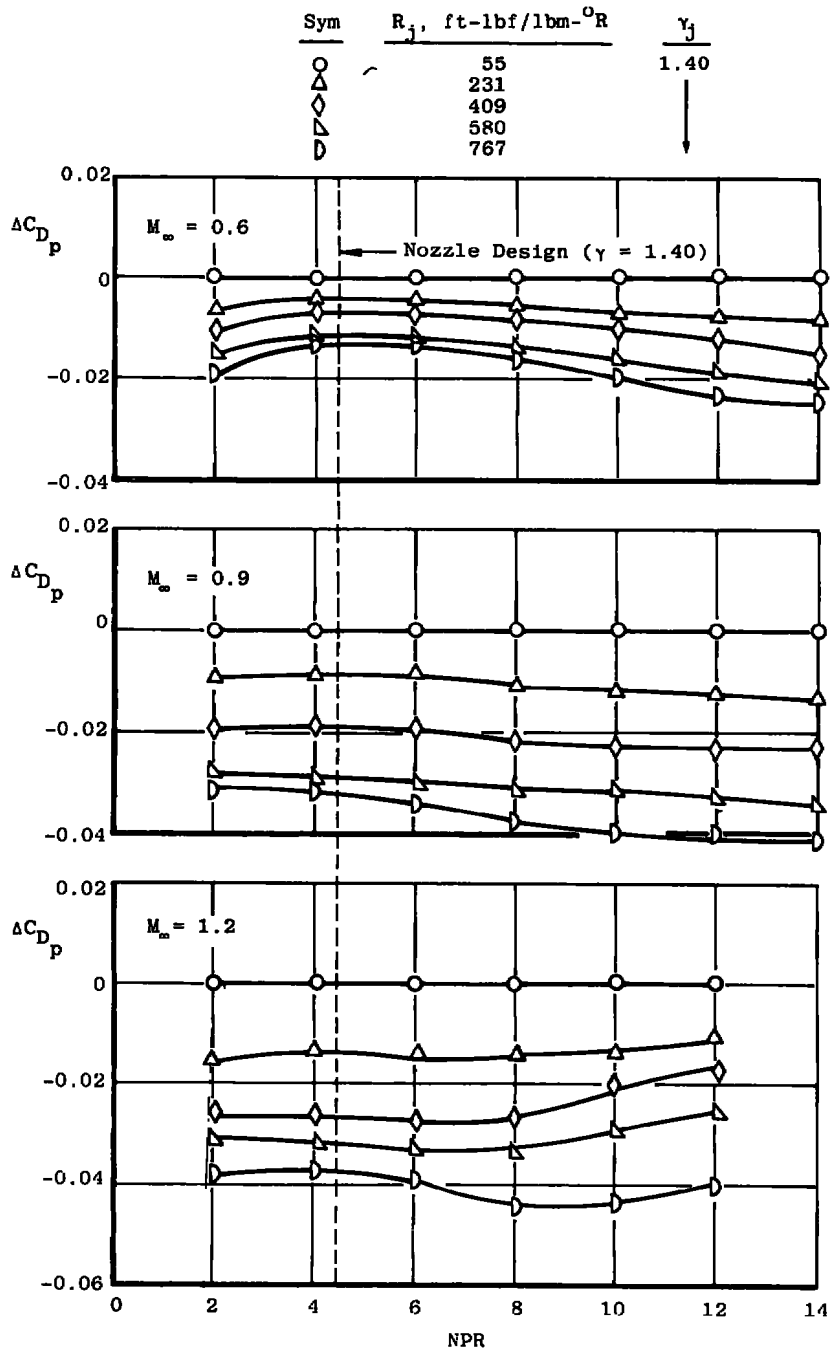 Sym R_j, ft-lbf/lbm-°R γ_j
55 1.40
231
409
580
767
0.02
ΔC_D_p M_∞ = 0.6
Nozzle Design (γ = 1.40)
0
-0.02
-0.04
0.02
ΔC_D_p M_∞ = 0.9
0
-0.02
-0.04
0.02
ΔC_D_p M_∞ = 1.2
0
-0.02
-0.04
-0.06
0 2 4 6 8 10 12 14
NPR